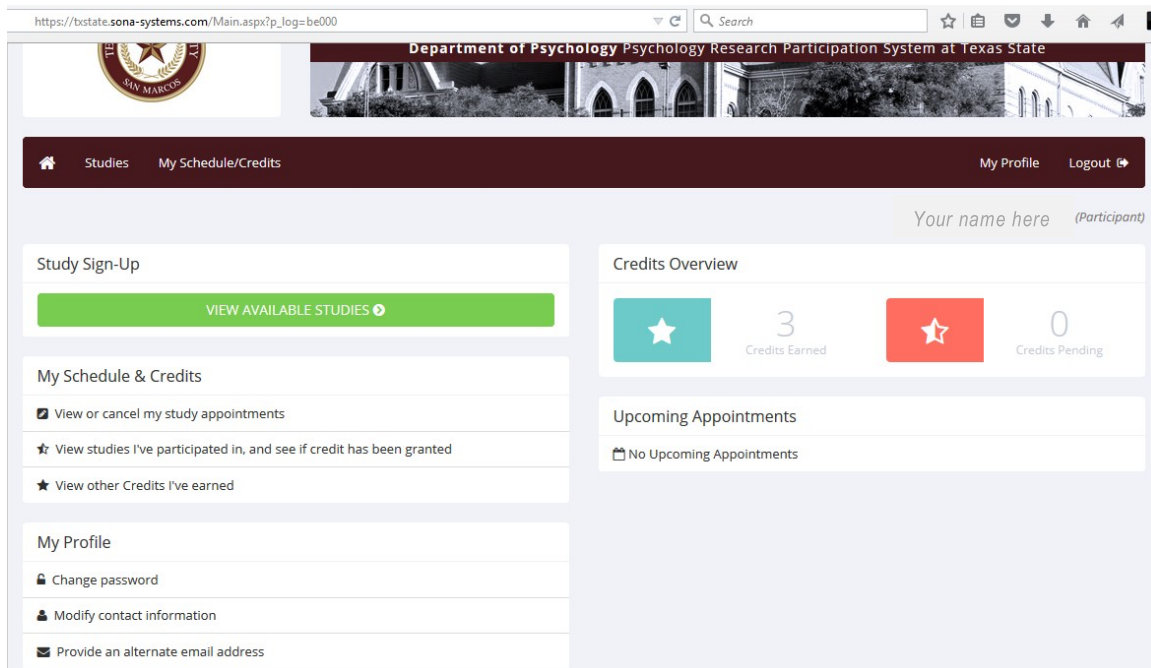 https://txstate.sona-systems.com/Main.aspx?p_log=be000
Search
SAN MARCOS
Department of Psychology Psychology Research Participation System at Texas State
Studies My Schedule/Credits My Profile Logout
Your name here (Participant)
Study Sign-Up
VIEW AVAILABLE STUDIES
My Schedule & Credits
View or cancel my study appointments
View studies I've participated in, and see if credit has been granted
View other Credits I've earned
My Profile
Change password
Modify contact information
Provide an alternate email address
Credits Overview
3
Credits Earned
0
Credits Pending
Upcoming Appointments
No Upcoming Appointments